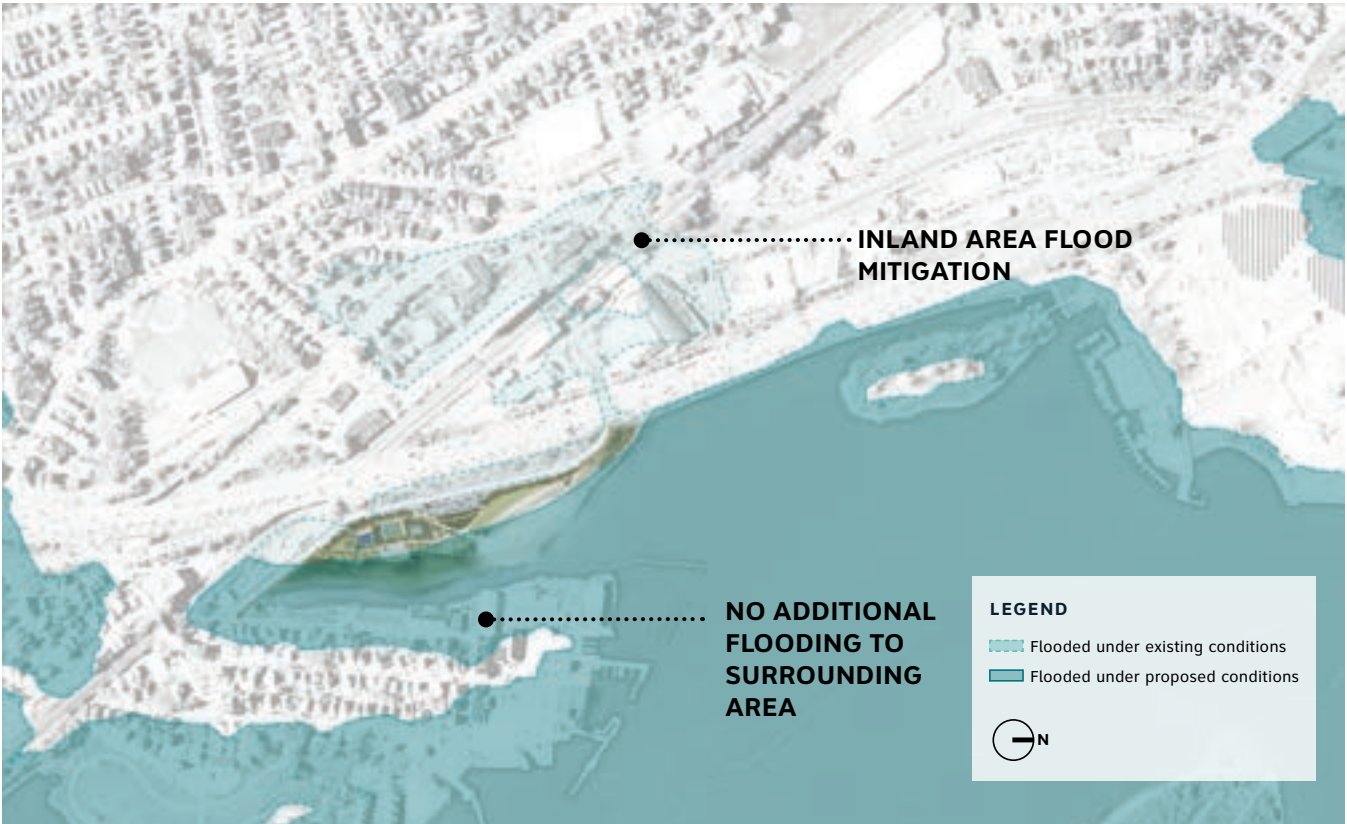 INLAND AREA FLOOD
MITIGATION
NO ADDITIONAL
FLOODING TO
SURROUNDING
AREA
LEGEND
Flooded under existing conditions
Flooded under proposed conditions
N